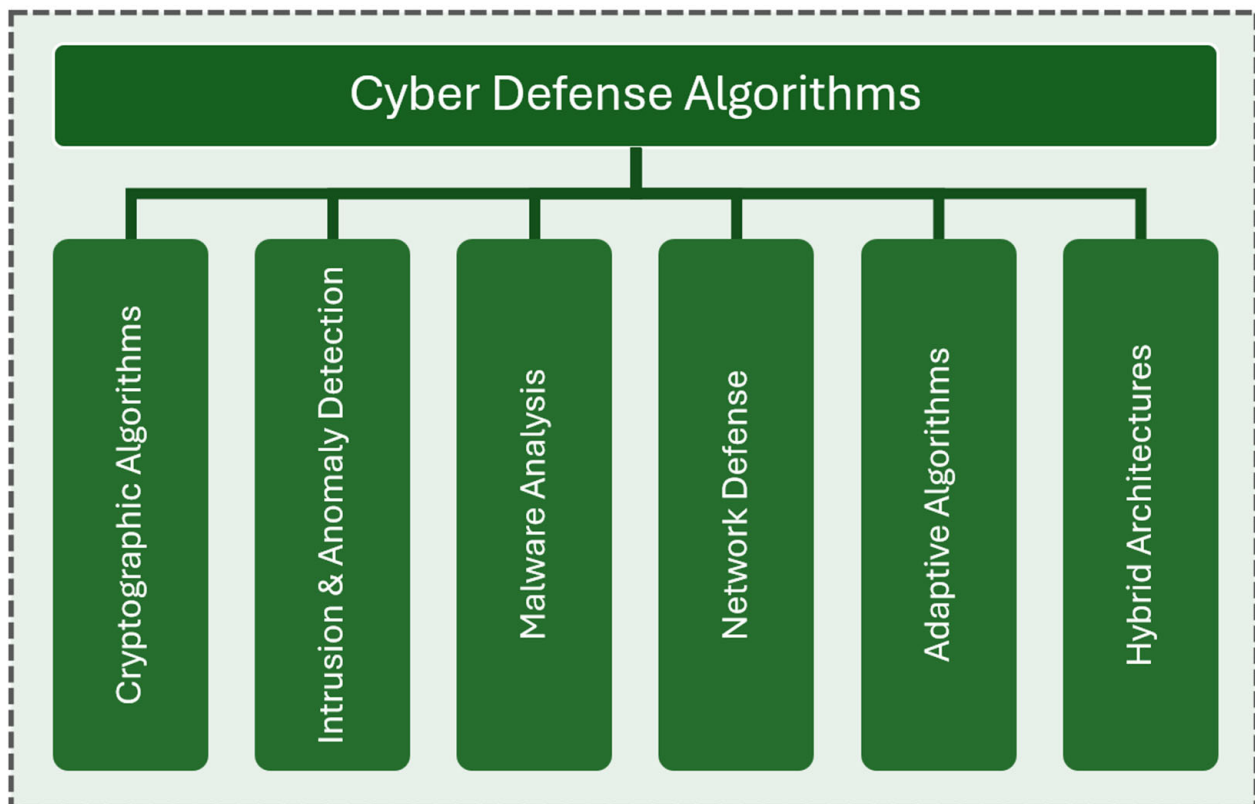 Cyber Defense Algorithms
Cryptographic Algorithms
Intrusion & Anomaly Detection
Malware Analysis
Network Defense
Adaptive Algorithms
Hybrid Architectures